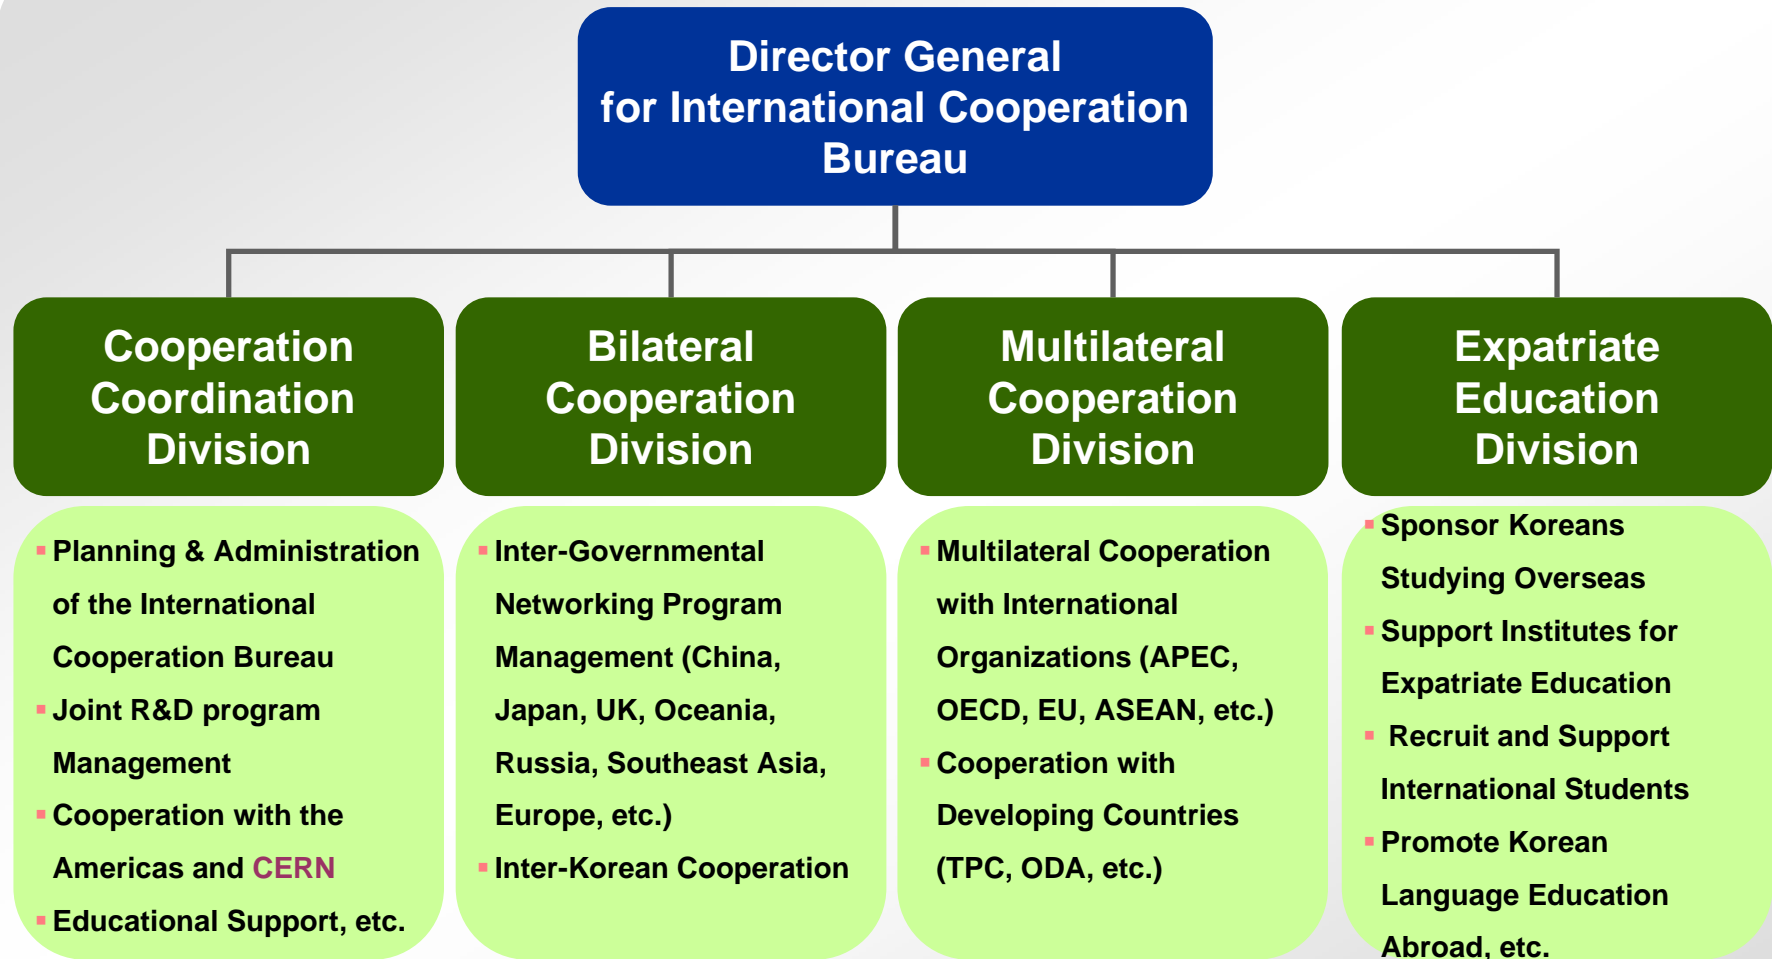 Director General
for International Cooperation
Bureau
Cooperation
Coordination
Division
Bilateral
Cooperation
Division
Multilateral
Cooperation
Division
Expatriate
Education
Division
▪ Planning & Administration
of the International
Cooperation Bureau
▪ Joint R&D program
Management
▪ Cooperation with the
Americas and CERN
▪ Educational Support, etc.
▪ Inter-Governmental
Networking Program
Management (China,
Japan, UK, Oceania,
Russia, Southeast Asia,
Europe, etc.)
▪ Inter-Korean Cooperation
▪ Multilateral Cooperation
with International
Organizations (APEC,
OECD, EU, ASEAN, etc.)
▪ Cooperation with
Developing Countries
(TPC, ODA, etc.)
▪ Sponsor Koreans
Studying Overseas
▪ Support Institutes for
Expatriate Education
▪ Recruit and Support
International Students
▪ Promote Korean
Language Education
Abroad, etc.